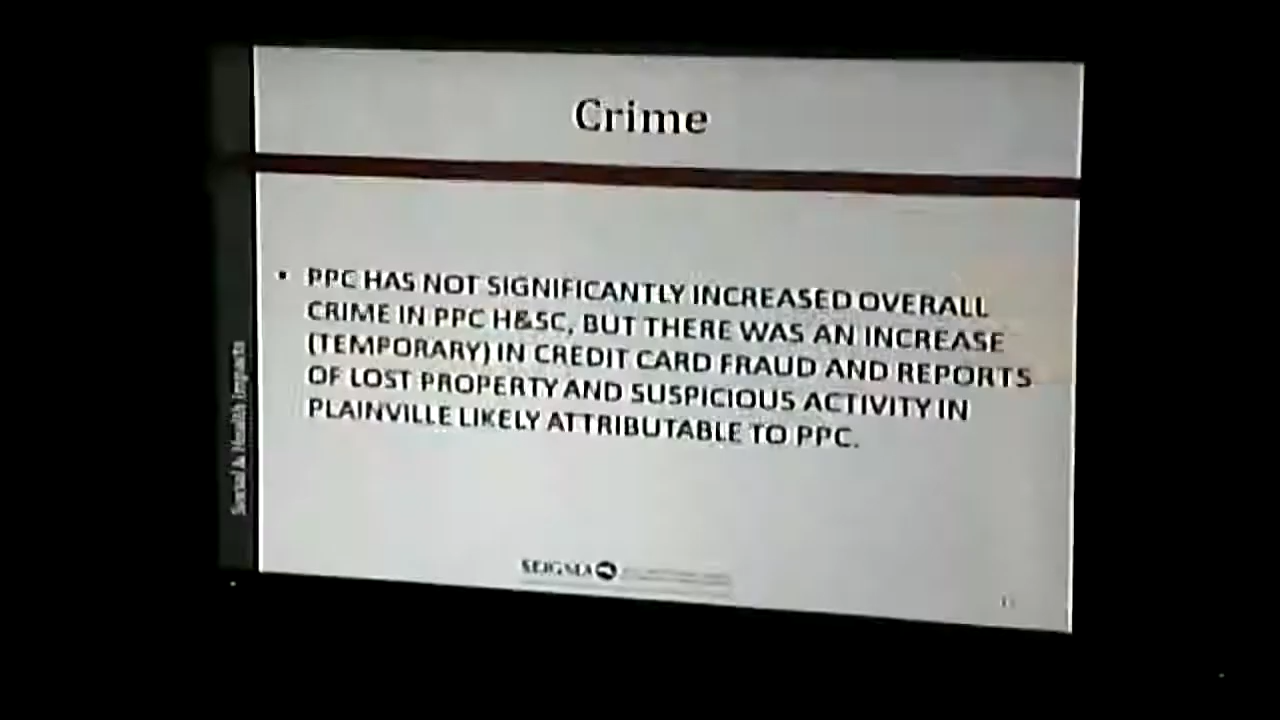 Crime
• PPC HAS NOT SIGNIFICANTLY INCREASED OVERALL
CRIME IN PPC H&SC, BUT THERE WAS AN INCREASE
(TEMPORARY) IN CREDIT CARD FRAUD AND REPORTS
OF LOST PROPERTY AND SUSPICIOUS ACTIVITY IN
PLAINVILLE LIKELY ATTRIBUTABLE TO PPC.
Social & Health Impacts
SEIGMA